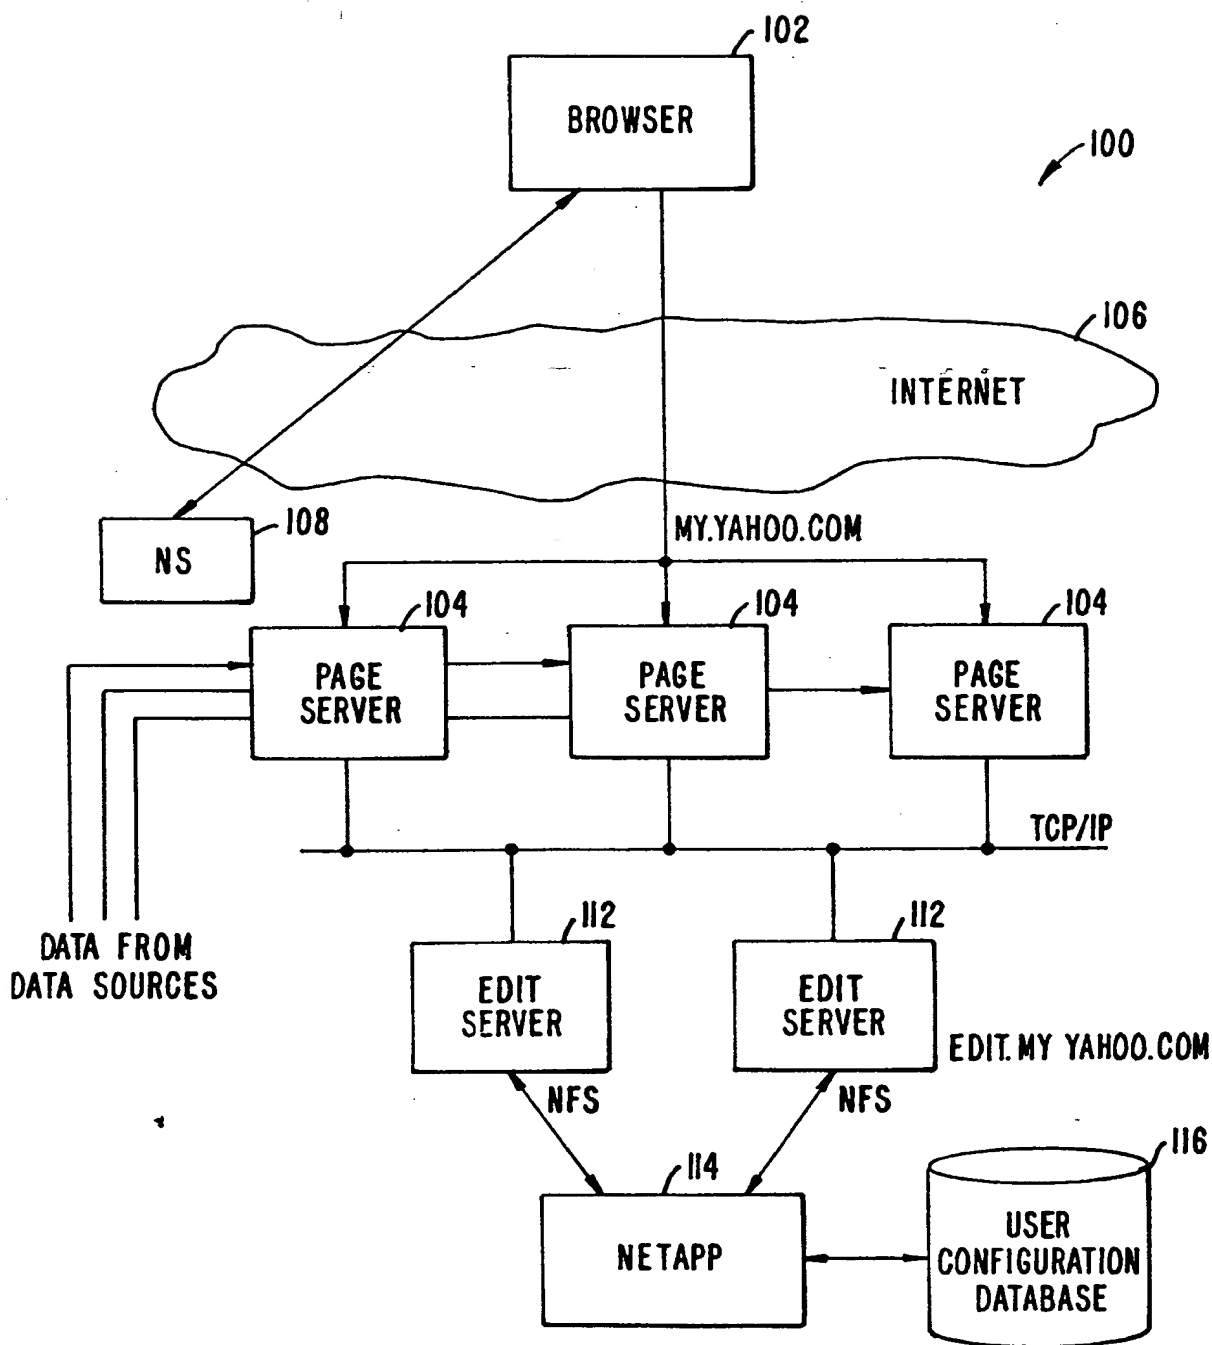 102
BROWSER
100
106
INTERNET
108
NS
MY.YAHOO.COM
104
104
104
PAGE
SERVER
PAGE
SERVER
PAGE
SERVER
TCP/IP
DATA FROM
DATA SOURCES
112
112
EDIT
SERVER
EDIT
SERVER
EDIT.MY YAHOO.COM
NFS
NFS
114
116
NETAPP
USER
CONFIGURATION
DATABASE